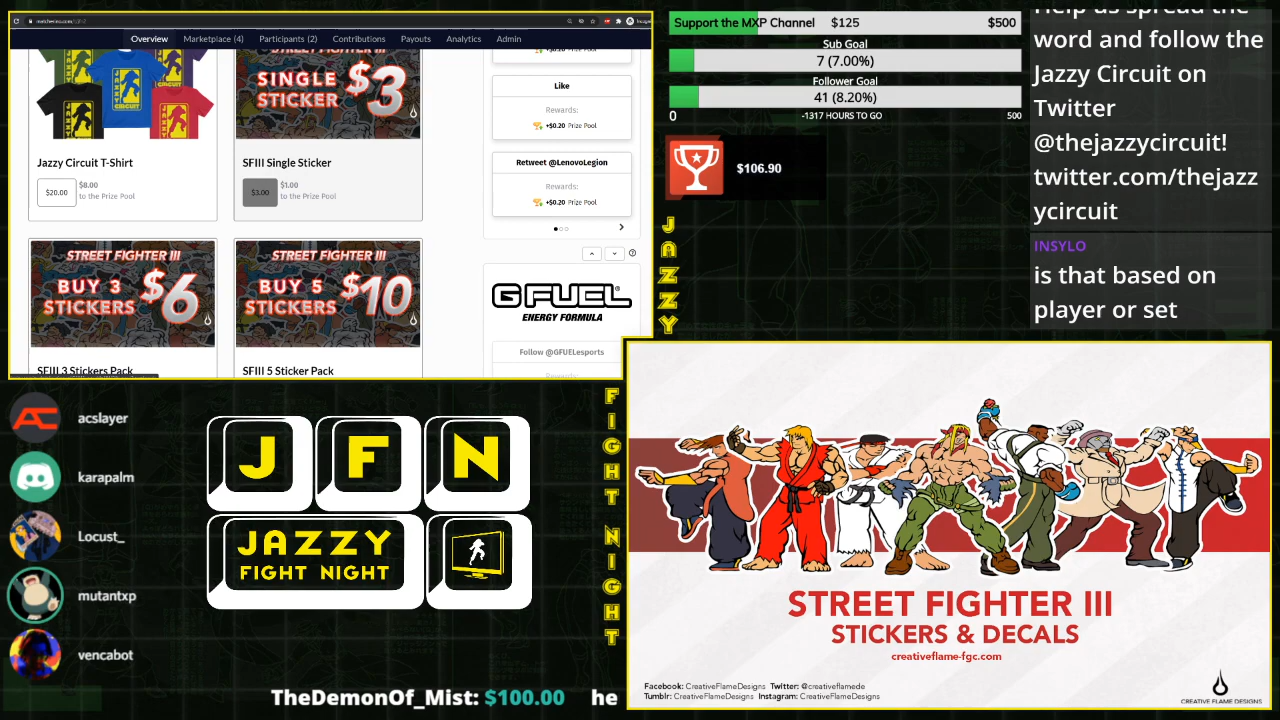 Overview Marketplace (4) Participants (2) Contributions Payouts Analytics Admin
SINGLE
STICKER $3
Jazzy Circuit T-Shirt
$20.00 $8.00
to the Prize Pool
SFIII Single Sticker
$3.00 $1.00
to the Prize Pool
STREET FIGHTER III
BUY 3
STICKERS $6
SFIII 3 Stickers Pack
STREET FIGHTER III
BUY 5
STICKERS $10
SFIII 5 Sticker Pack
Like
Rewards:
+$0.20 Prize Pool
Retweet @LenovoLegion
Rewards:
+$0.20 Prize Pool
G FUEL
ENERGY FORMULA
Follow @GFUELesports
Support the MXP Channel $125 $500
Sub Goal
7 (7.00%)
Follower Goal
41 (8.20%)
0 -1317 HOURS TO GO 500
$106.90
JAZZY
FIGHT NIGHT
Help us spread the
word and follow the
Jazzy Circuit on
Twitter
@thejazzycircuit!
twitter.com/thejazz
ycircuit
INSYLO
is that based on
player or set
acslayer
karapalm
Locust_
mutantxp
vencabot
J F N
JAZZY
FIGHT NIGHT
TheDemonOf_Mist: $100.00 he
STREET FIGHTER III
STICKERS & DECALS
creativeflame-fgc.com
Facebook: CreativeFlameDesigns Twitter: @creativeflamede
Tumblr: CreativeFlameDesigns Instagram: CreativeFlameDesigns
CREATIVE FLAME DESIGNS